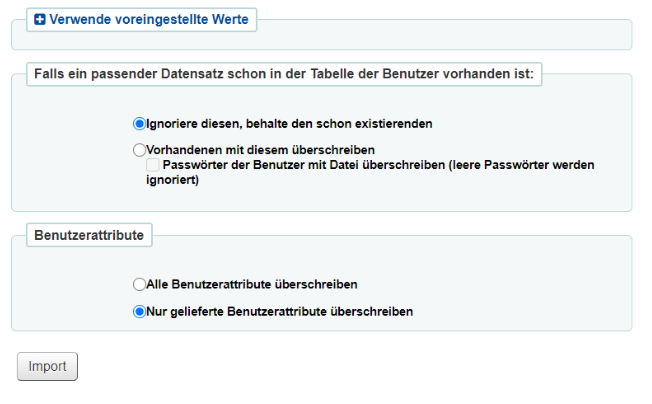 Verwende voreingestellte Werte
Falls ein passender Datensatz schon in der Tabelle der Benutzer vorhanden ist:
Ignoriere diesen, behalte den schon existierenden
Vorhandenen mit diesem überschreiben
Passwörter der Benutzer mit Datei überschreiben (leere Passwörter werden
ignoriert)
Benutzerattribute
Alle Benutzerattribute überschreiben
Nur gelieferte Benutzerattribute überschreiben
Import